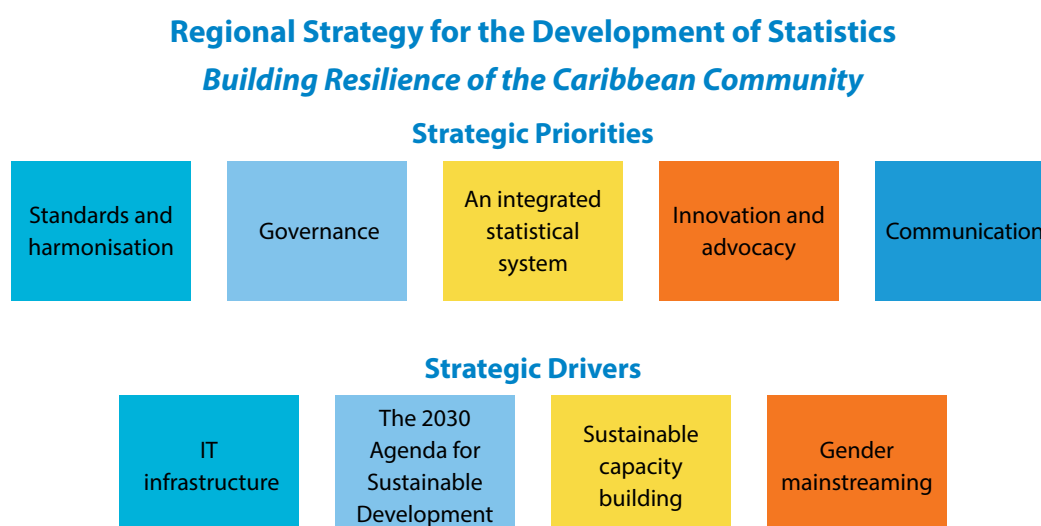 Regional Strategy for the Development of Statistics
Building Resilience of the Caribbean Community
Strategic Priorities
Standards and
harmonisation
Governance
An integrated
statistical
system
Innovation and
advocacy
Communication
Strategic Drivers
IT
infrastructure
The 2030
Agenda for
Sustainable
Development
Sustainable
capacity
building
Gender
mainstreaming